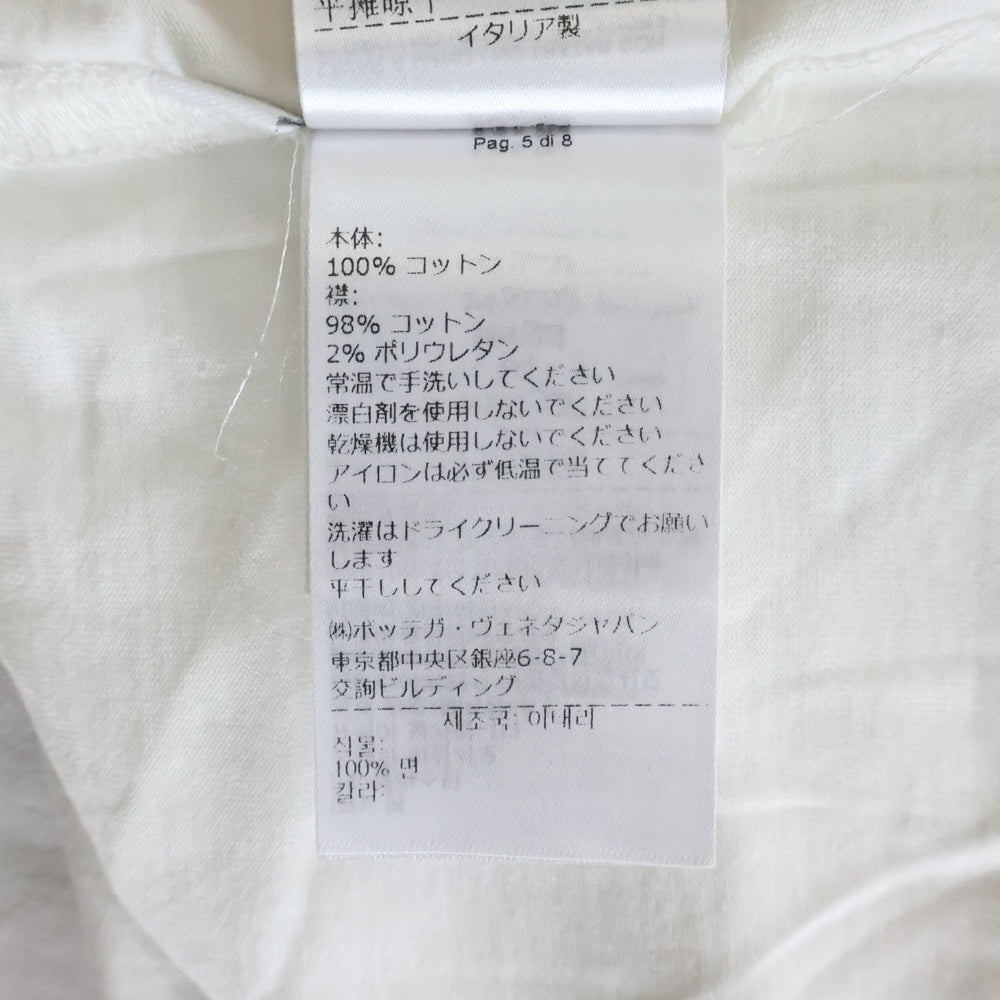 平攤晾干
イタリア製
Pag. 5 di 8
本体:
100% コットン
襟:
98% コットン
2% ポリウレタン
常温で手洗いしてください
漂白剤を使用しないでください
乾燥機は使用しないでください
アイロンは必ず低温で当ててくださ
い
洗濯はドライクリーニングでお願い
します
平干ししてください
㈱ボッテガ・ヴェネタジャパン
東京都中央区銀座6-8-7
交詢ビルディング
제조국: 이태리
직물:
100% 면
칼라: